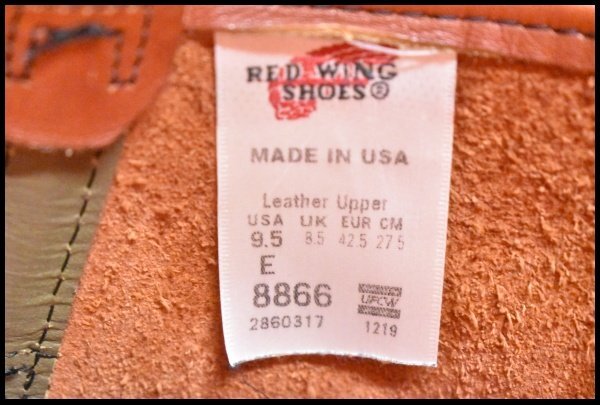 RED WING
SHOES®
MADE IN USA
Leather Upper
USA UK EUR CM
9.5 8.5 42.5 27.5
E
8866 UFCW
2860317 1219